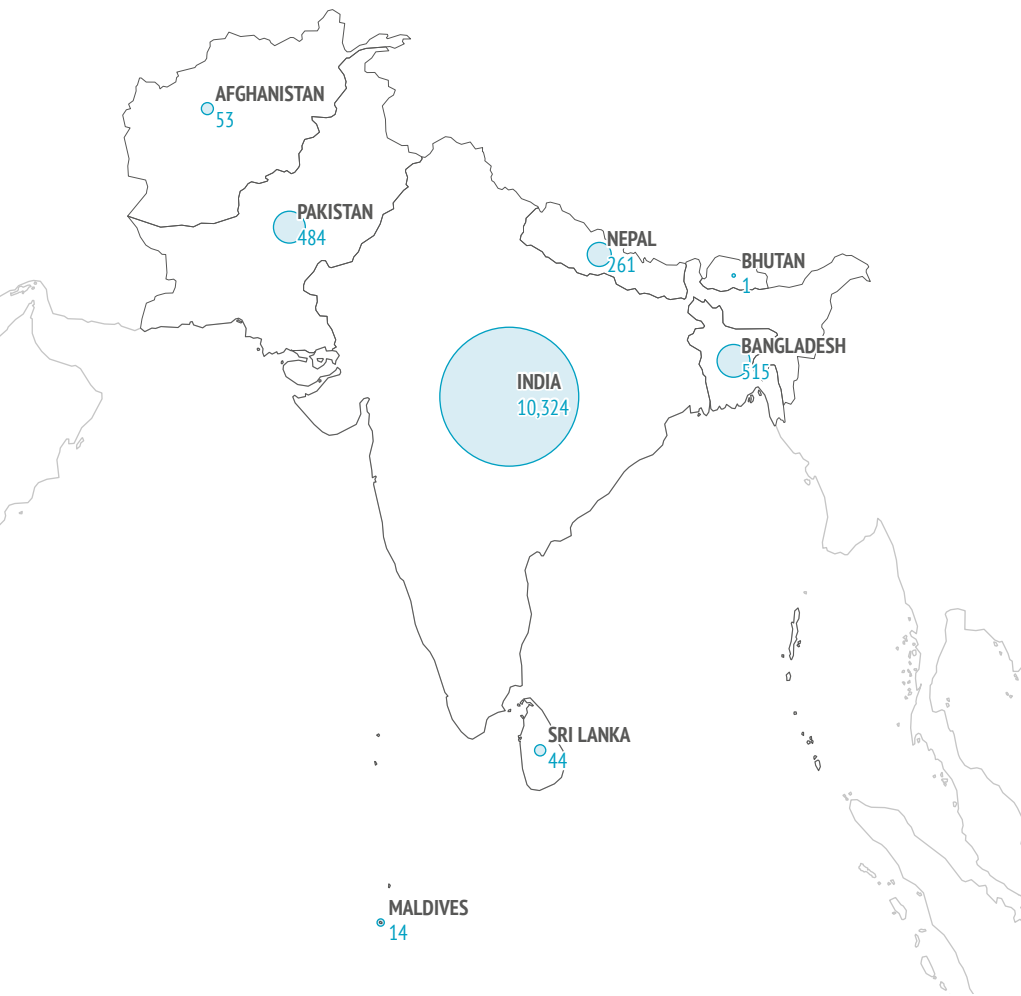 AFGHANISTAN
53
PAKISTAN
484
NEPAL
261
BHUTAN
1
BANGLADESH
515
INDIA
10,324
SRI LANKA
44
MALDIVES
14